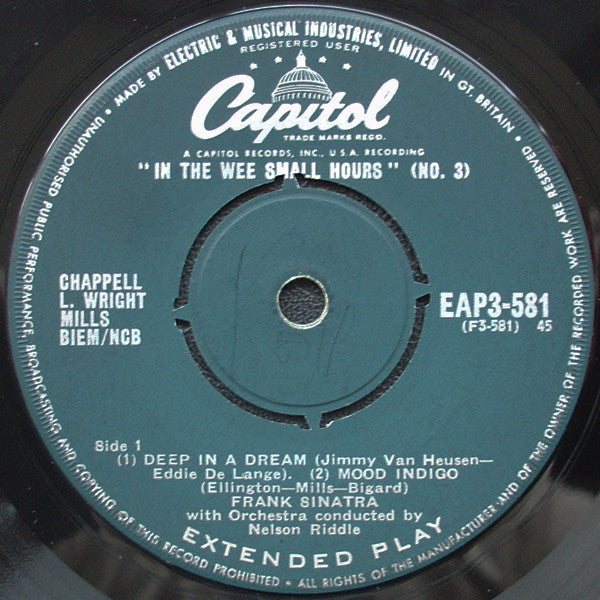 MADE BY ELECTRIC & MUSICAL INDUSTRIES, LIMITED IN GT. BRITAIN • ALL RIGHTS OF THE MANUFACTURER AND OF THE OWNER OF THE RECORDED WORK ARE RESERVED • UNAUTHORISED PUBLIC PERFORMANCE, BROADCASTING AND COPYING OF THIS RECORD PROHIBITED •
REGISTERED USER
Capitol
TRADE MARKS REGD.
A CAPITOL RECORDS, INC., U.S.A. RECORDING
"IN THE WEE SMALL HOURS" (NO. 3)
CHAPPELL
L. WRIGHT
MILLS
BIEM/NCB
EAP3-581
(F3-581) 45
Side 1
(1) DEEP IN A DREAM (Jimmy Van Heusen—
Eddie De Lange). (2) MOOD INDIGO
(Ellington—Mills—Bigard)
FRANK SINATRA
with Orchestra conducted by
Nelson Riddle
EXTENDED PLAY